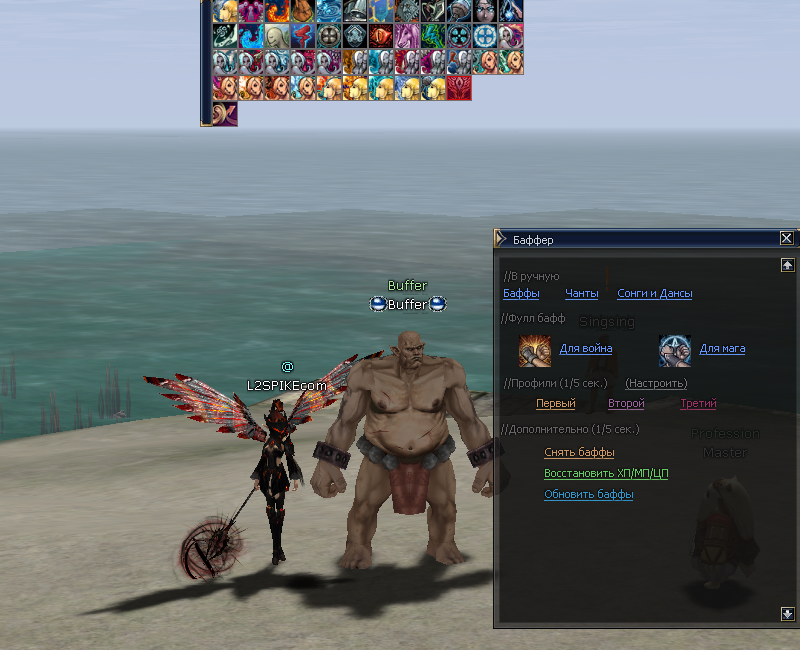 Баффер
//В ручную
Баффы Чанты Сонги и Дансы
Buffer
Buffer
//Фулл бафф
Singsing
Для война Для мага
@
L2SPIKEcom
//Профили (1/5 сек.) (Настроить)
Первый Второй Третий
//Дополнительно (1/5 сек.)
Profession
Master
Снять баффы
Восстановить ХП/МП/ЦП
Обновить баффы